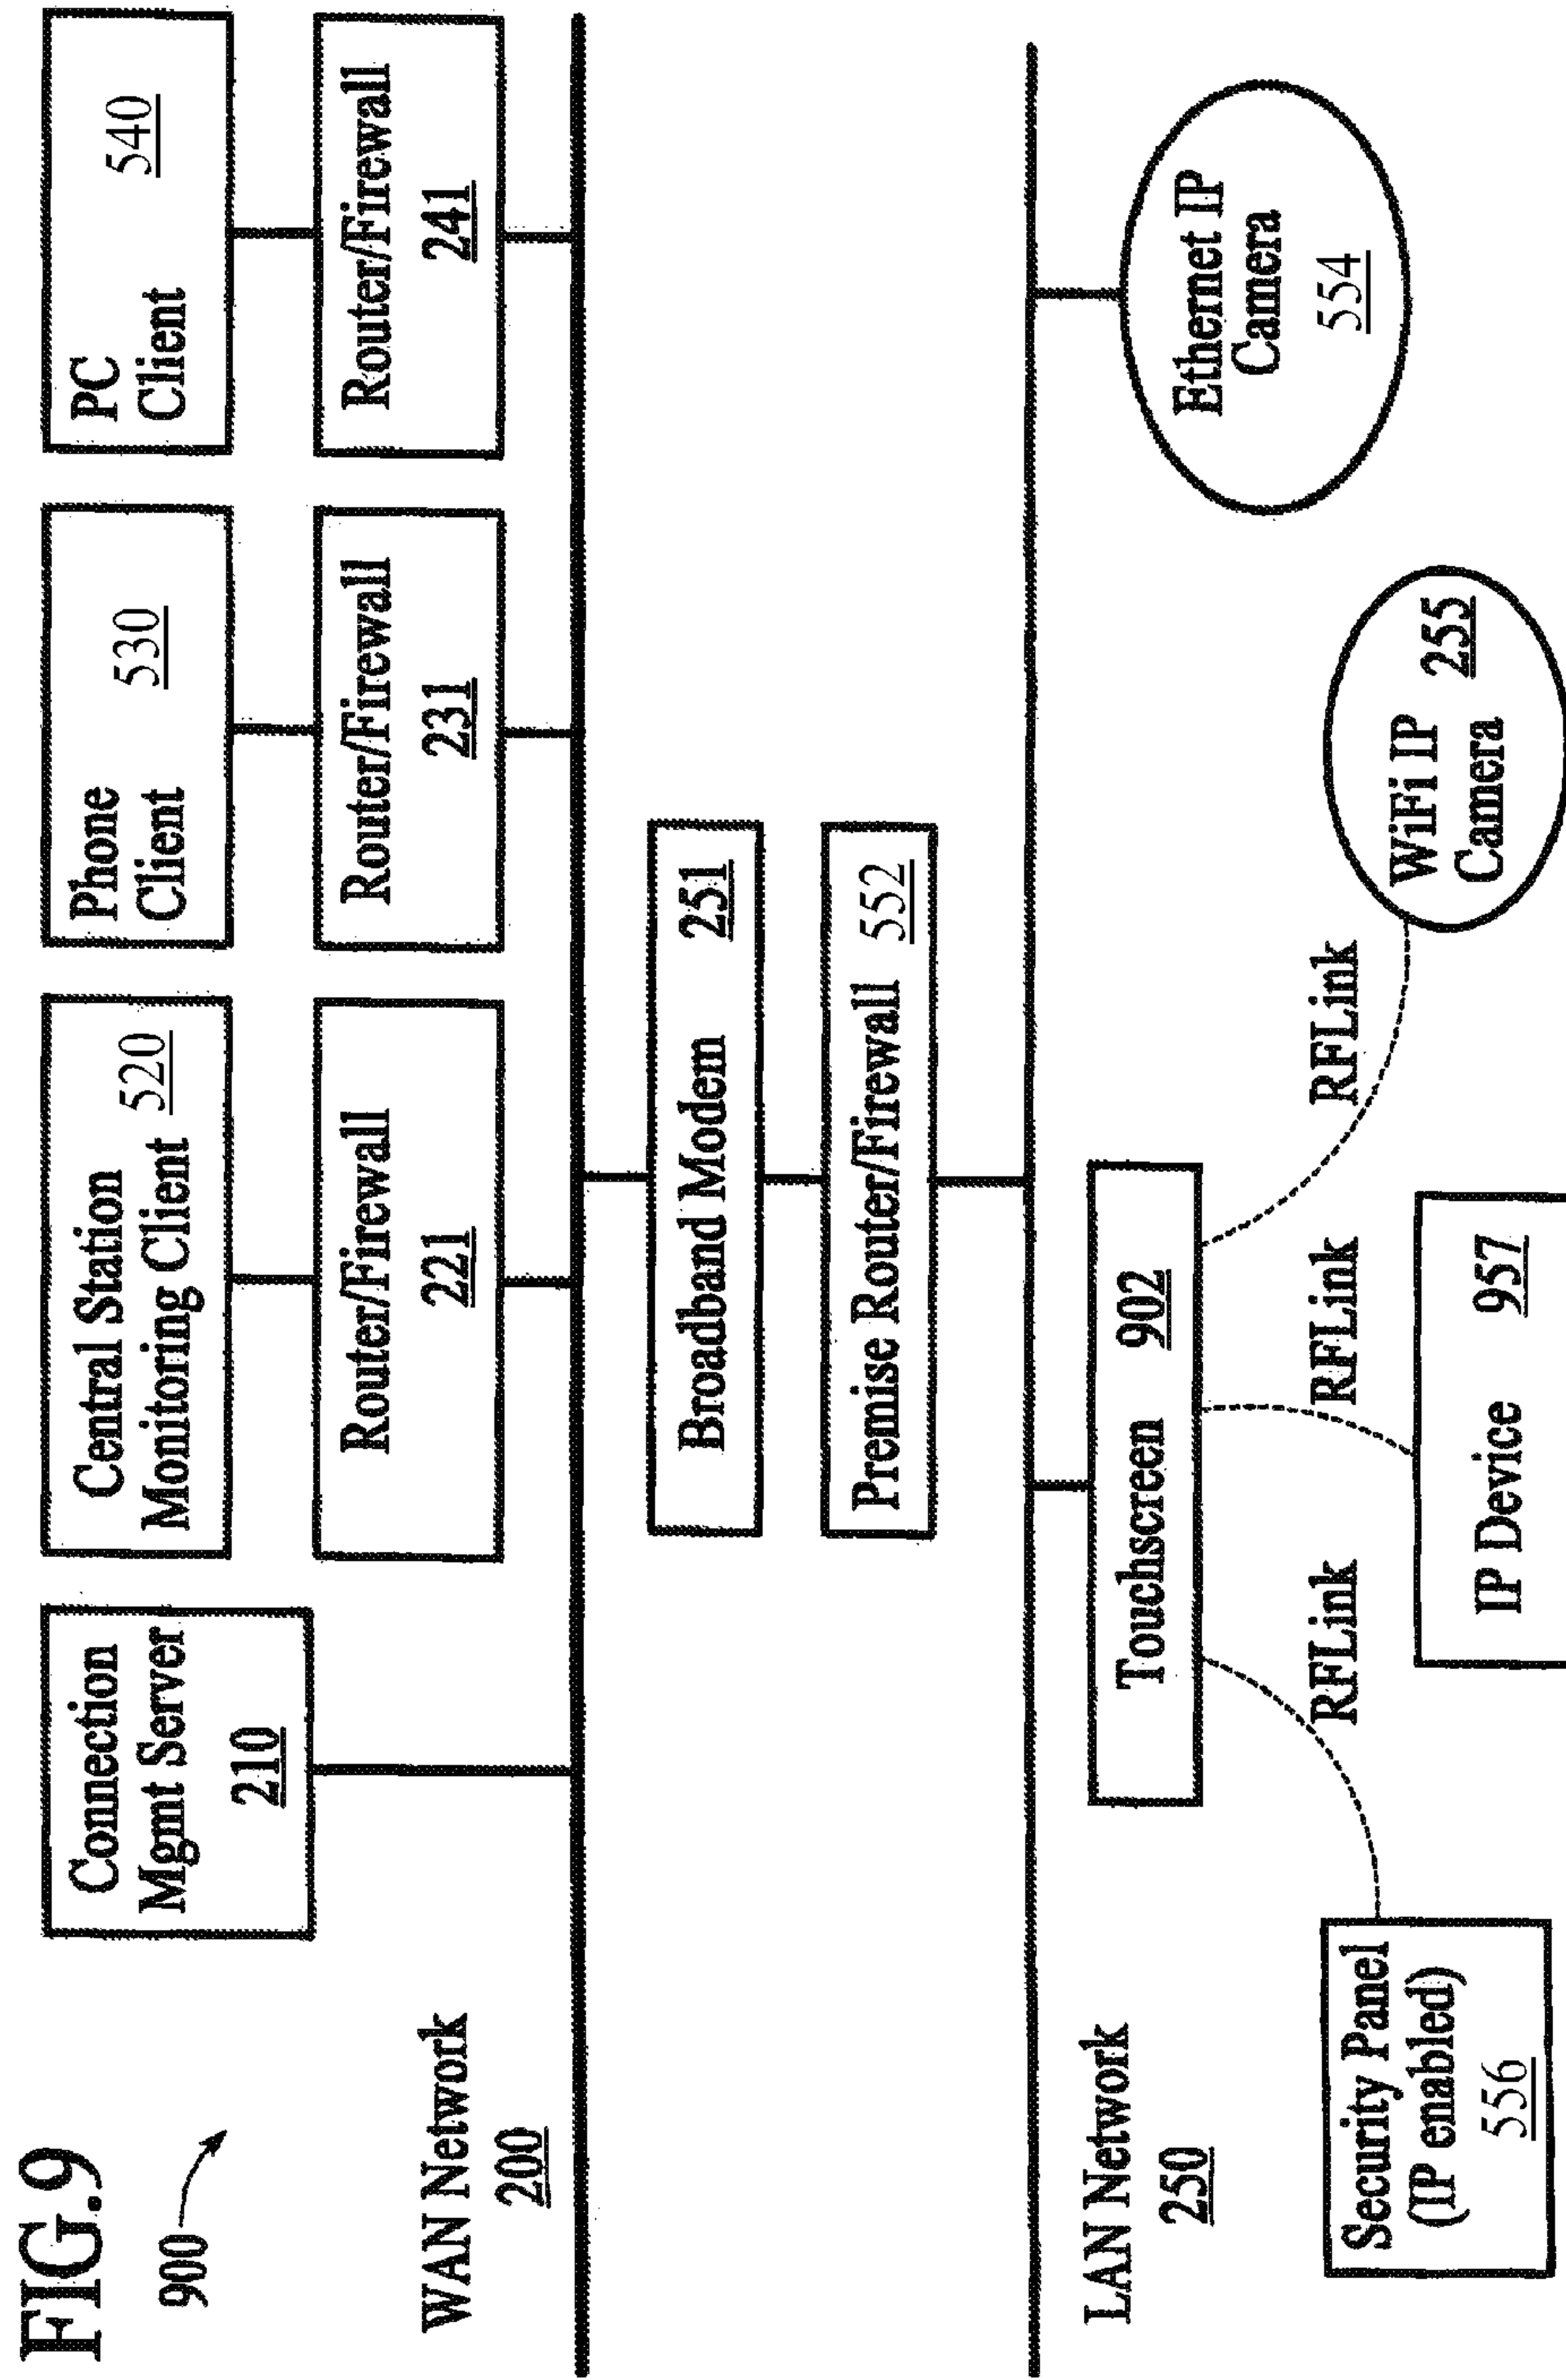 FIG.9
900
Connection
Mgmt Server
210
Central Station
Monitoring Client 520
Phone
Client
530
PC
Client
540
Router/Firewall
221
Router/Firewall
231
Router/Firewall
241
WAN Network
200
Broadband Modem 251
Premise Router/Firewall 552
LAN Network
250
Touchscreen 902
Ethernet IP
Camera
554
RFLink
RFLink
RFLink
Security Panel
(IP enabled)
556
IP Device 957
WiFi IP 255
Camera